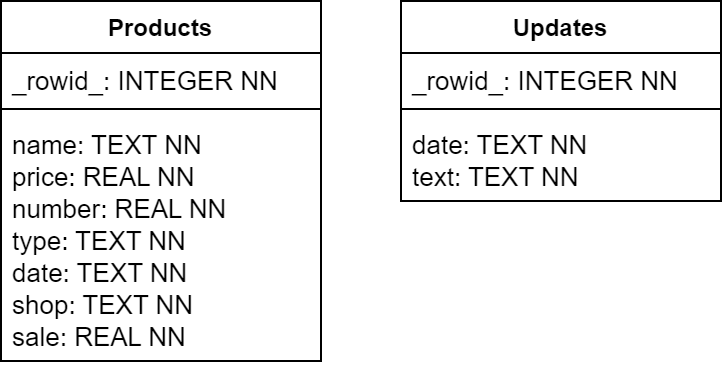 Products
_rowid_: INTEGER NN
name: TEXT NN
price: REAL NN
number: REAL NN
type: TEXT NN
date: TEXT NN
shop: TEXT NN
sale: REAL NN
Updates
_rowid_: INTEGER NN
date: TEXT NN
text: TEXT NN